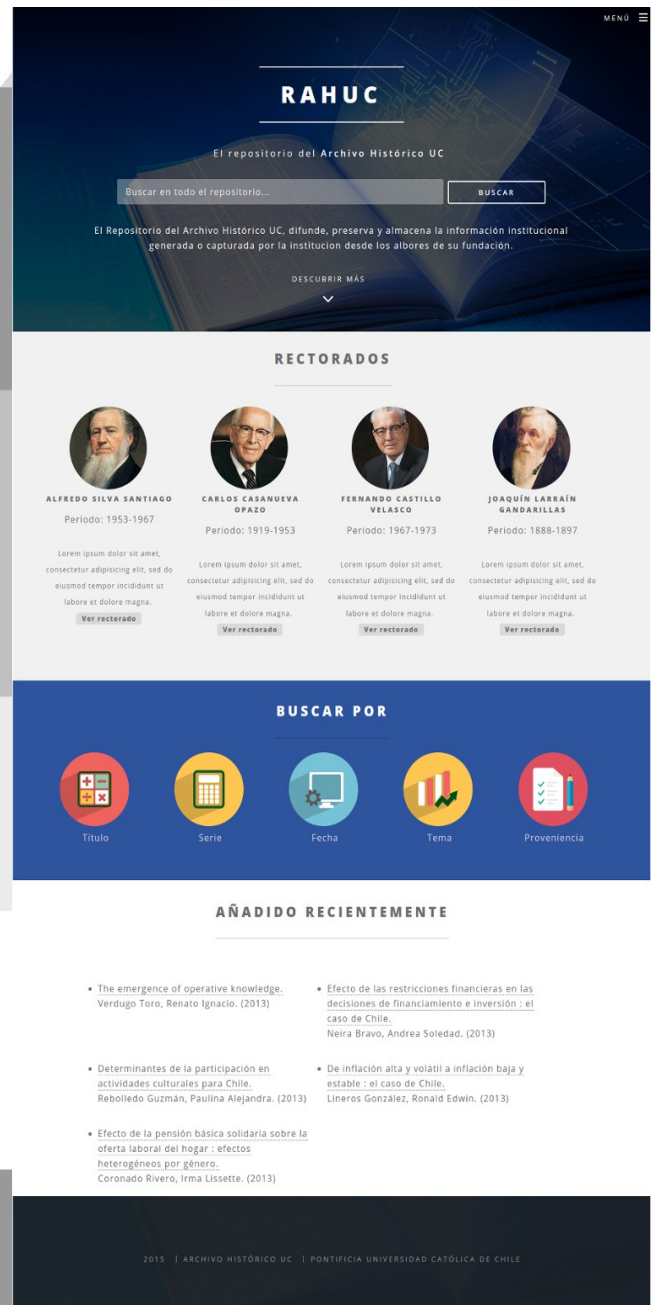 MENÚ
RAHUC
El repositorio del Archivo Histórico UC
Buscar en todo el repositorio...
BUSCAR
El Repositorio del Archivo Histórico UC, difunde, preserva y almacena la información institucional
generada o capturada por la institucion desde los albores de su fundación.
DESCUBRIR MÁS
RECTORADOS
ALFREDO SILVA SANTIAGO
Periodo: 1953-1967
Lorem ipsum dolor sit amet,
consectetur adipisicing elit, sed do
eiusmod tempor incididunt ut
labore et dolore magna.
Ver rectorado
CARLOS CASANUEVA
OPAZO
Periodo: 1919-1953
Lorem ipsum dolor sit amet,
consectetur adipisicing elit, sed do
eiusmod tempor incididunt ut
labore et dolore magna.
Ver rectorado
FERNANDO CASTILLO
VELASCO
Periodo: 1967-1973
Lorem ipsum dolor sit amet,
consectetur adipisicing elit, sed do
eiusmod tempor incididunt ut
labore et dolore magna.
Ver rectorado
JOAQUÍN LARRAÍN
GANDARILLAS
Periodo: 1888-1897
Lorem ipsum dolor sit amet,
consectetur adipisicing elit, sed do
eiusmod tempor incididunt ut
labore et dolore magna.
Ver rectorado
BUSCAR POR
Título
Serie
Fecha
Tema
Proveniencia
AÑADIDO RECIENTEMENTE
The emergence of operative knowledge.
Verdugo Toro, Renato Ignacio. (2013)
Efecto de las restricciones financieras en las
decisiones de financiamiento e inversión : el
caso de Chile.
Neira Bravo, Andrea Soledad. (2013)
Determinantes de la participación en
actividades culturales para Chile.
Rebolledo Guzmán, Paulina Alejandra. (2013)
De inflación alta y volátil a inflación baja y
estable : el caso de Chile.
Lineros González, Ronald Edwin. (2013)
Efecto de la pensión básica solidaria sobre la
oferta laboral del hogar : efectos
heterogéneos por género.
Coronado Rivero, Irma Lissette. (2013)
2015 | ARCHIVO HISTÓRICO UC | PONTIFICIA UNIVERSIDAD CATÓLICA DE CHILE